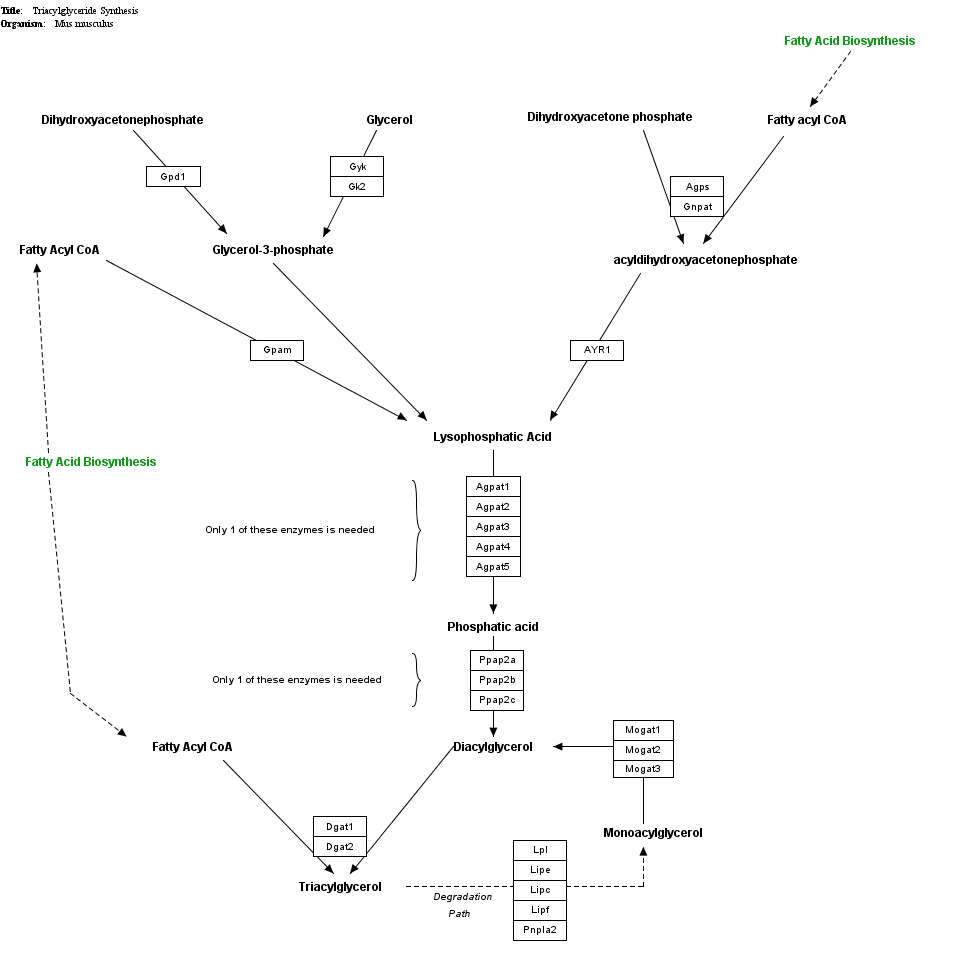 Title: Triacylglyceride Synthesis
Organism: Mus musculus
Fatty Acid Biosynthesis
Dihydroxyacetonephosphate
Glycerol
Dihydroxyacetone phosphate
Fatty acyl CoA
Gyk
Gpd1
Gk2
Agps
Gnpat
Fatty Acyl CoA
Glycerol-3-phosphate
acyldihydroxyacetonephosphate
Gpam
AYR1
Lysophosphatic Acid
Fatty Acid Biosynthesis
Agpat1
Agpat2
Only 1 of these enzymes is needed
Agpat3
Agpat4
Agpat5
Phosphatic acid
Ppap2a
Only 1 of these enzymes is needed
Ppap2b
Ppap2c
Mogat1
Fatty Acyl CoA
Diacylglycerol
Mogat2
Mogat3
Dgat1
Dgat2
Monoacylglycerol
Lpl
Lipe
Triacylglycerol
Lipc
Degradation
Path
Lipf
Pnpla2